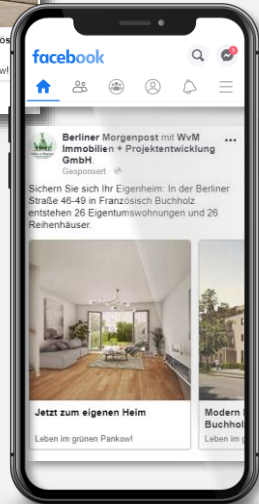 facebook
Berliner Morgenpost mit WvM
Immobilien + Projektentwicklung
GmbH.
Gesponsert ·
Sichern Sie sich Ihr Eigenheim: In der Berliner
Straße 46-49 in Französisch Buchholz
entstehen 26 Eigentumswohnungen und 26
Reihenhäuser.
Jetzt zum eigenen Heim
Leben im grünen Pankow!
Modern
Buchhol
Leben im g